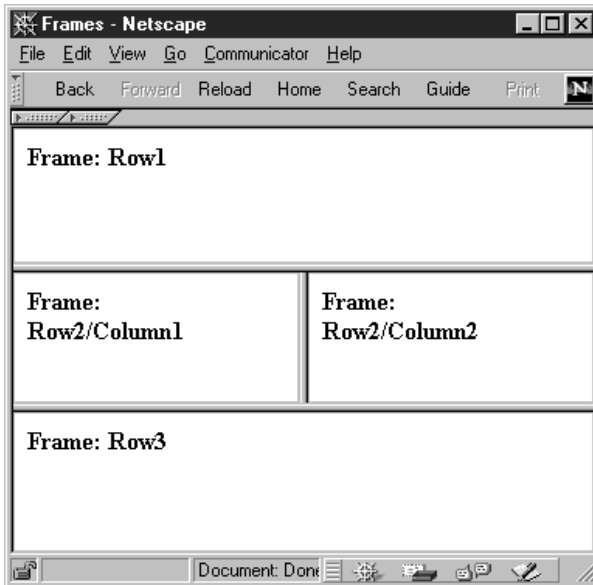 Frames - Netscape
File Edit View Go Communicator Help
Back Forward Reload Home Search Guide Print N
Frame: Row1
Frame: Row2/Column1
Frame: Row2/Column2
Frame: Row3
Document: Done